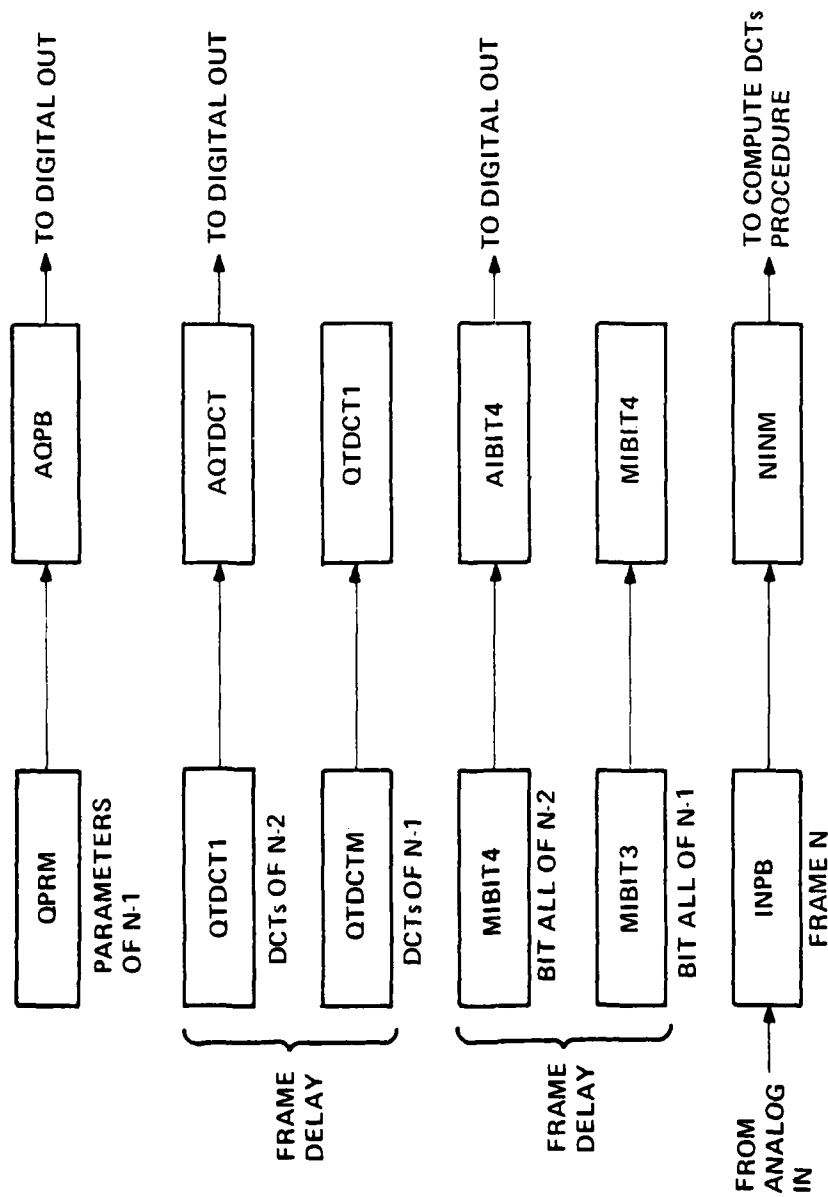 QPRM
PARAMETERS
OF N-1
AQPB
TO DIGITAL OUT
FRAME
DELAY
QTDCT1
DCTs OF N-2
AQTDCT
TO DIGITAL OUT
QTDCTM
DCTs OF N-1
QTDCT1
FRAME
DELAY
MIBIT4
BIT ALL OF N-2
AIBIT4
TO DIGITAL OUT
MIBIT3
BIT ALL OF N-1
MIBIT4
FROM
ANALOG
IN
INPB
FRAME N
NINM
TO COMPUTE DCTs
PROCEDURE